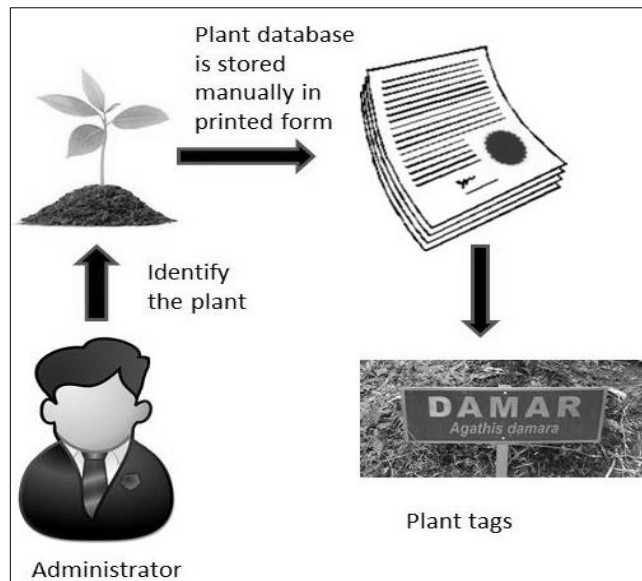 Plant database
is stored
manually in
printed form
Identify
the plant
DAMAR
Agathis damara
Plant tags
Administrator